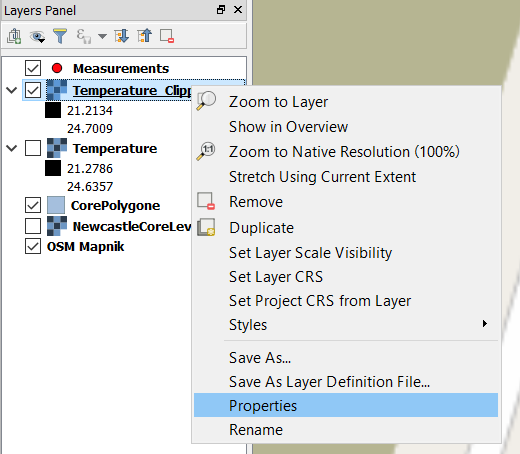 Layers Panel
Measurements
Temperature_Clipp
21.2134
24.7009
Temperature
21.2786
24.6357
CorePolygone
NewcastleCoreLev
OSM Mapnik
Zoom to Layer
Show in Overview
Zoom to Native Resolution (100%)
Stretch Using Current Extent
Remove
Duplicate
Set Layer Scale Visibility
Set Layer CRS
Set Project CRS from Layer
Styles
Save As...
Save As Layer Definition File...
Properties
Rename